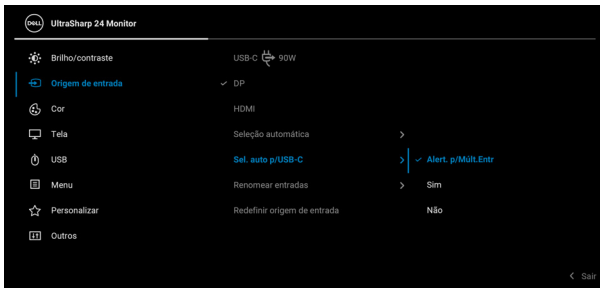 DELL UltraSharp 24 Monitor
Brilho/contraste
USB-C 90W
Origem de entrada
DP
Cor
HDMI
Tela
Seleção automática
USB
Sel. auto p/USB-C
Alert. p/Múlt.Entr
Menu
Renomear entradas
Sim
Personalizar
Redefinir origem de entrada
Não
Outros
Sair